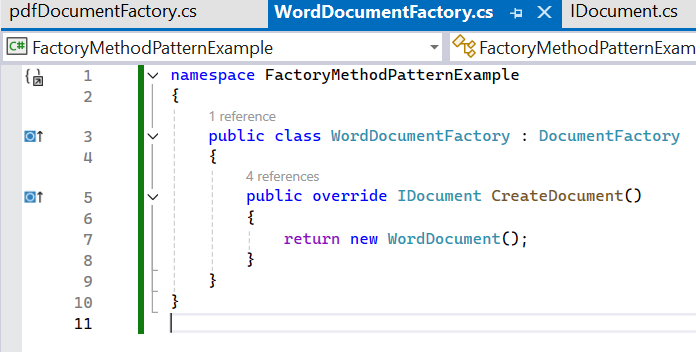 pdfDocumentFactory.cs WordDocumentFactory.cs IDocument.cs
C# FactoryMethodPatternExample FactoryMethodPatternExam
1 namespace FactoryMethodPatternExample
2 {
1 reference
3 public class WordDocumentFactory : DocumentFactory
4 {
4 references
5 public override IDocument CreateDocument()
6 {
7 return new WordDocument();
8 }
9 }
10 }
11